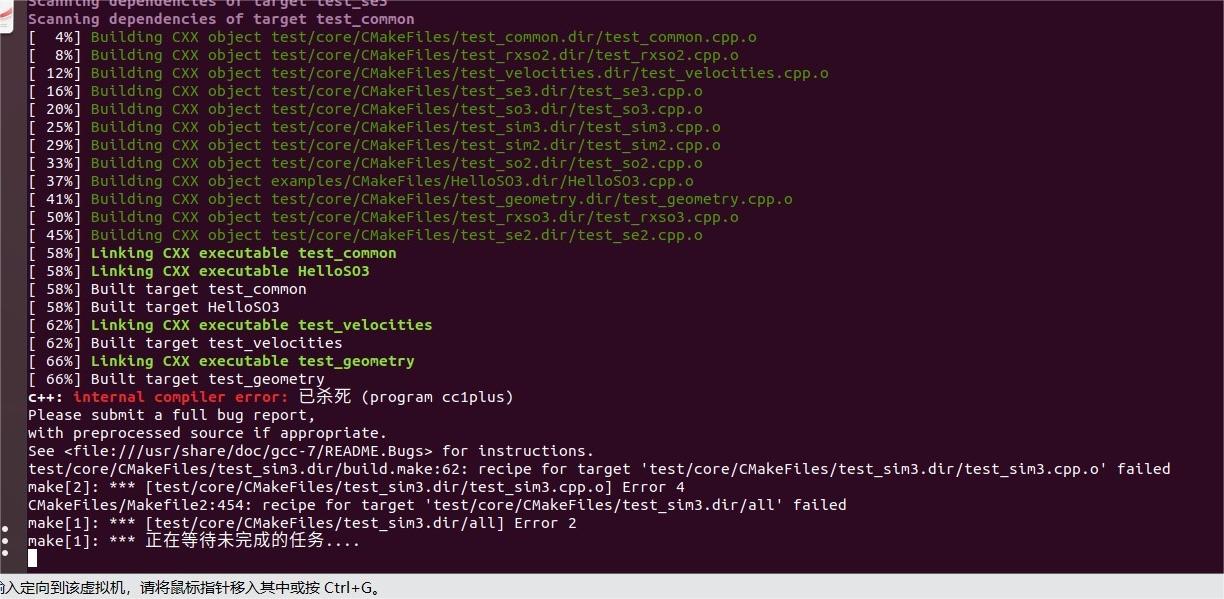 Scanning dependencies of target test_se3
Scanning dependencies of target test_common
[  4%] Building CXX object test/core/CMakeFiles/test_common.dir/test_common.cpp.o
[  8%] Building CXX object test/core/CMakeFiles/test_rxso2.dir/test_rxso2.cpp.o
[ 12%] Building CXX object test/core/CMakeFiles/test_velocities.dir/test_velocities.cpp.o
[ 16%] Building CXX object test/core/CMakeFiles/test_se3.dir/test_se3.cpp.o
[ 20%] Building CXX object test/core/CMakeFiles/test_so3.dir/test_so3.cpp.o
[ 25%] Building CXX object test/core/CMakeFiles/test_sim3.dir/test_sim3.cpp.o
[ 29%] Building CXX object test/core/CMakeFiles/test_sim2.dir/test_sim2.cpp.o
[ 33%] Building CXX object test/core/CMakeFiles/test_so2.dir/test_so2.cpp.o
[ 37%] Building CXX object examples/CMakeFiles/HelloSO3.dir/HelloSO3.cpp.o
[ 41%] Building CXX object test/core/CMakeFiles/test_geometry.dir/test_geometry.cpp.o
[ 50%] Building CXX object test/core/CMakeFiles/test_rxso3.dir/test_rxso3.cpp.o
[ 45%] Building CXX object test/core/CMakeFiles/test_se2.dir/test_se2.cpp.o
[ 58%] Linking CXX executable test_common
[ 58%] Linking CXX executable HelloSO3
[ 58%] Built target test_common
[ 58%] Built target HelloSO3
[ 62%] Linking CXX executable test_velocities
[ 62%] Built target test_velocities
[ 66%] Linking CXX executable test_geometry
[ 66%] Built target test_geometry
c++: internal compiler error: 已杀死 (program cc1plus)
Please submit a full bug report,
with preprocessed source if appropriate.
See <file:///usr/share/doc/gcc-7/README.Bugs> for instructions.
test/core/CMakeFiles/test_sim3.dir/build.make:62: recipe for target 'test/core/CMakeFiles/test_sim3.dir/test_sim3.cpp.o' failed
make[2]: *** [test/core/CMakeFiles/test_sim3.dir/test_sim3.cpp.o] Error 4
CMakeFiles/Makefile2:454: recipe for target 'test/core/CMakeFiles/test_sim3.dir/all' failed
make[1]: *** [test/core/CMakeFiles/test_sim3.dir/all] Error 2
make[1]: *** 正在等待未完成的任务....
输入定向到该虚拟机，请将鼠标指针移入其中或按 Ctrl+G。